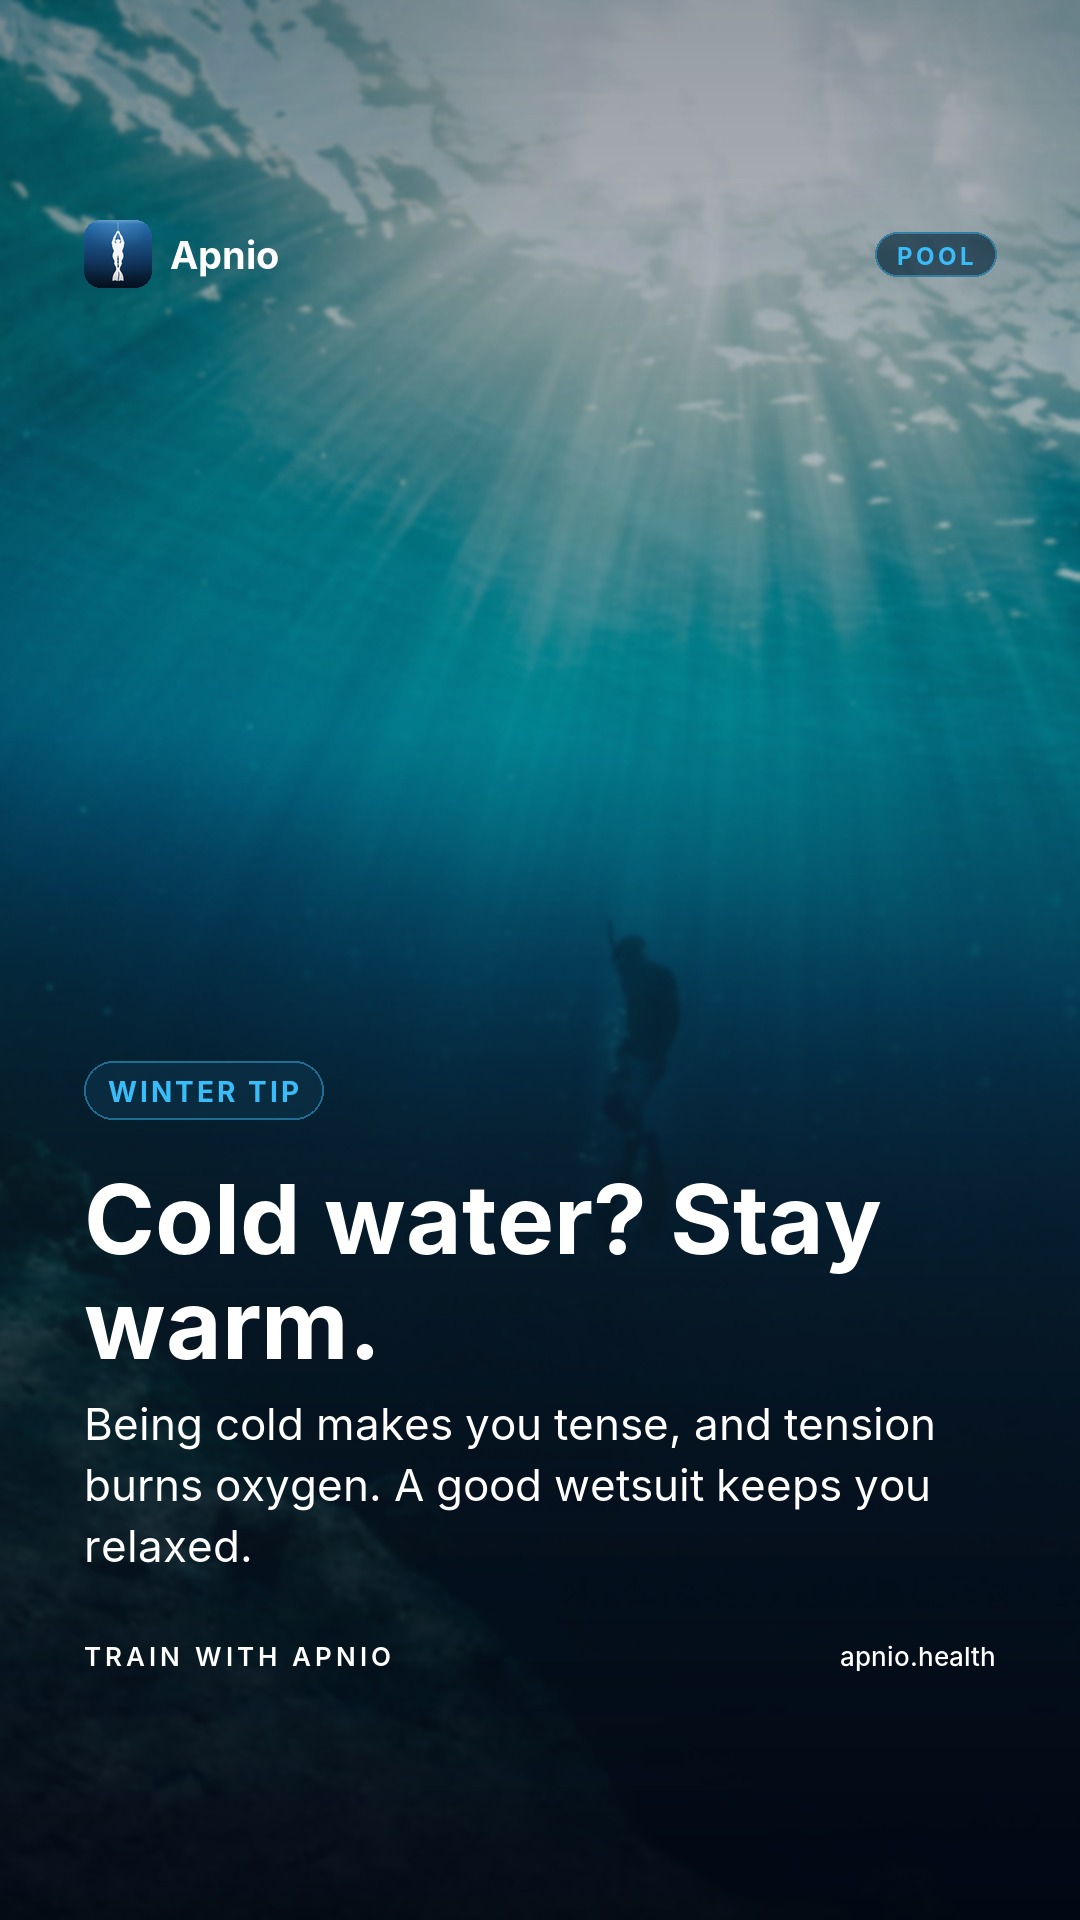 Apnio
POOL
WINTER TIP
Cold water? Stay
warm.
Being cold makes you tense, and tension
burns oxygen. A good wetsuit keeps you
relaxed.
TRAIN WITH APNIO
apnio.health